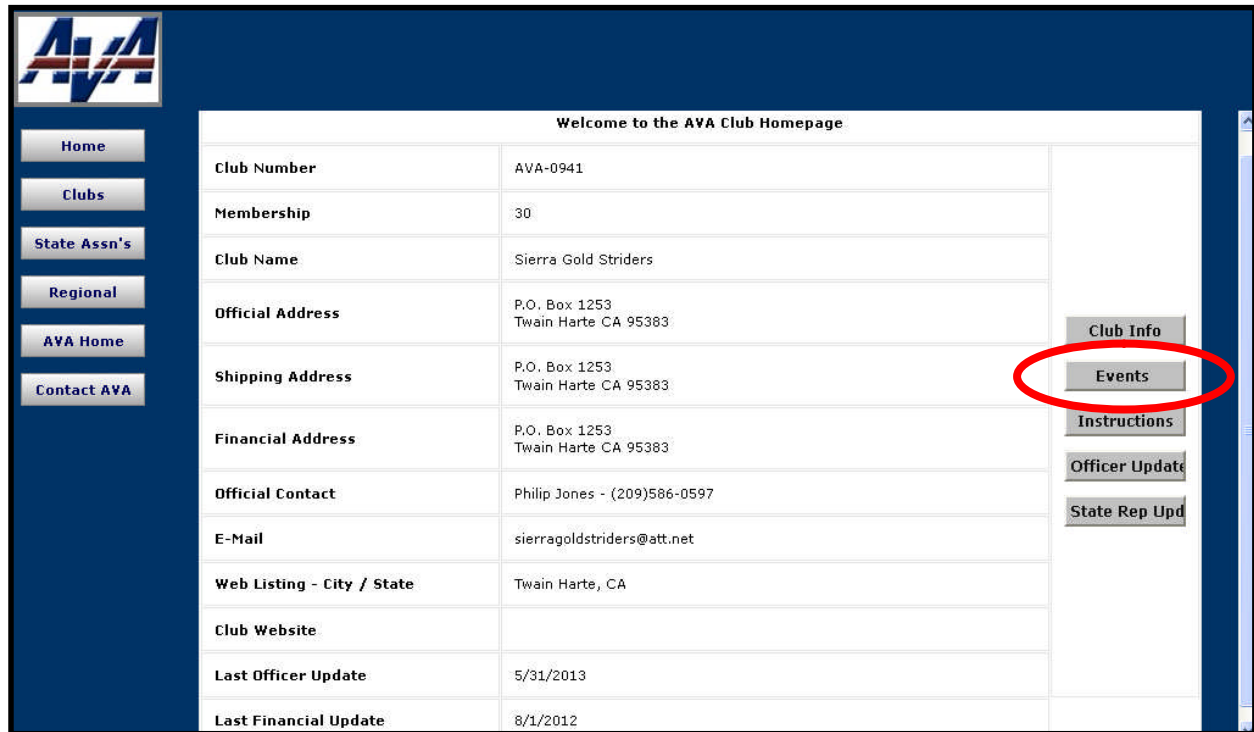 AVA
Welcome to the AVA Club Homepage
Home
Clubs
State Assn's
Regional
AVA Home
Contact AVA
Club Number AVA-0941
Membership 30
Club Name Sierra Gold Striders
Official Address P.O. Box 1253
Twain Harte CA 95383
Shipping Address P.O. Box 1253
Twain Harte CA 95383
Financial Address P.O. Box 1253
Twain Harte CA 95383
Official Contact Philip Jones - (209)586-0597
E-Mail sierragoldstriders@att.net
Web Listing - City / State Twain Harte, CA
Club Website
Last Officer Update 5/31/2013
Last Financial Update 8/1/2012
Club Info
Events
Instructions
Officer Update
State Rep Upd